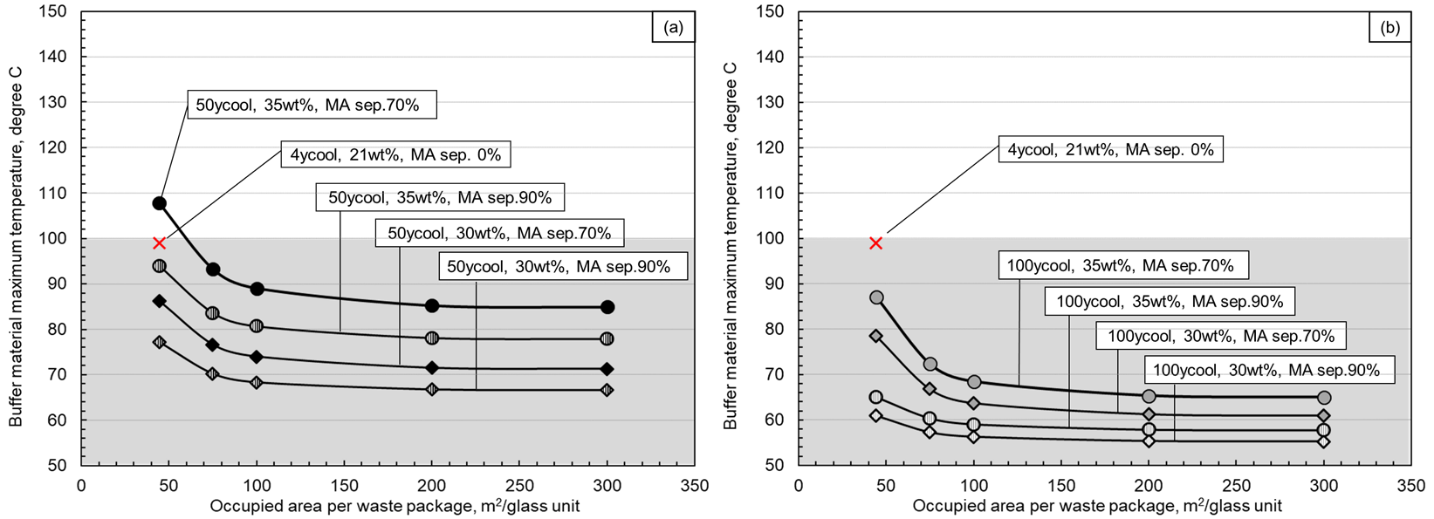 (a)
150
140
130
120
110
100
90
80
70
60
50
Buffer material maximum temperature, degree C
50ycool, 35wt%, MA sep.70%
4ycool, 21wt%, MA sep. 0%
50ycool, 35wt%, MA sep.90%
50ycool, 30wt%, MA sep.70%
50ycool, 30wt%, MA sep.90%
0 50 100 150 200 250 300 350
Occupied area per waste package, m²/glass unit
(b)
150
140
130
120
110
100
90
80
70
60
50
Buffer material maximum temperature, degree C
4ycool, 21wt%, MA sep. 0%
100ycool, 35wt%, MA sep.70%
100ycool, 35wt%, MA sep.90%
100ycool, 30wt%, MA sep.70%
100ycool, 30wt%, MA sep.90%
0 50 100 150 200 250 300 350
Occupied area per waste package, m²/glass unit